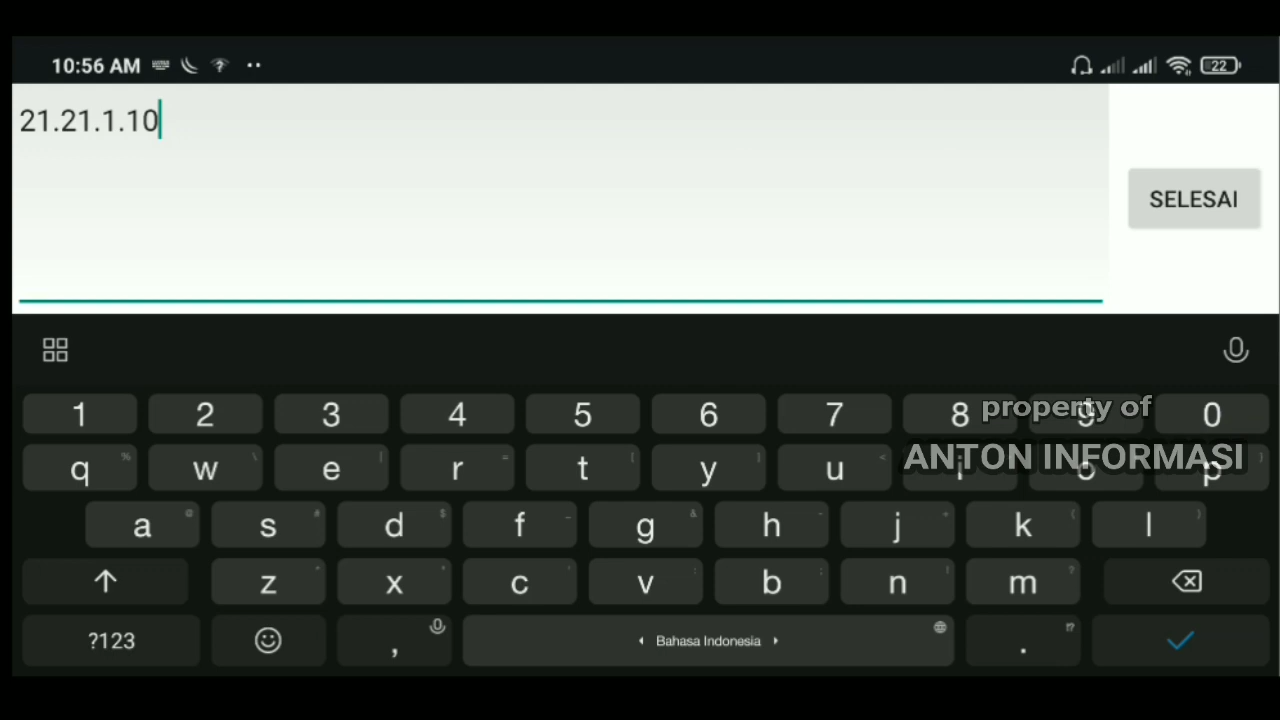 10:56 AM
22
21.21.1.10
SELESAI
1 2 3 4 5 6 7 8 9 0
property of
q w e r t y u i o p
ANTON INFORMASI
a s d f g h j k l
z x c v b n m
?123 , Bahasa Indonesia .